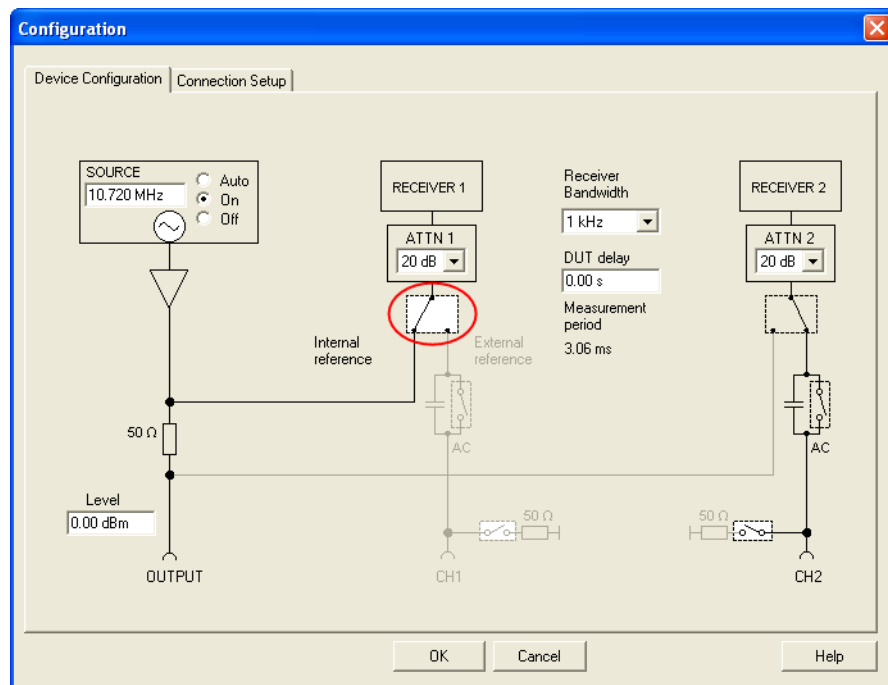 Configuration
Device Configuration
Connection Setup
SOURCE
10.720 MHz
Auto
On
Off
RECEIVER 1
ATTN 1
20 dB
Receiver
Bandwidth
1 kHz
DUT delay
0.00 s
Measurement
period
3.06 ms
RECEIVER 2
ATTN 2
20 dB
Internal
reference
External
reference
50 Ω
AC
AC
Level
0.00 dBm
50 Ω
50 Ω
OUTPUT
CH1
CH2
OK
Cancel
Help